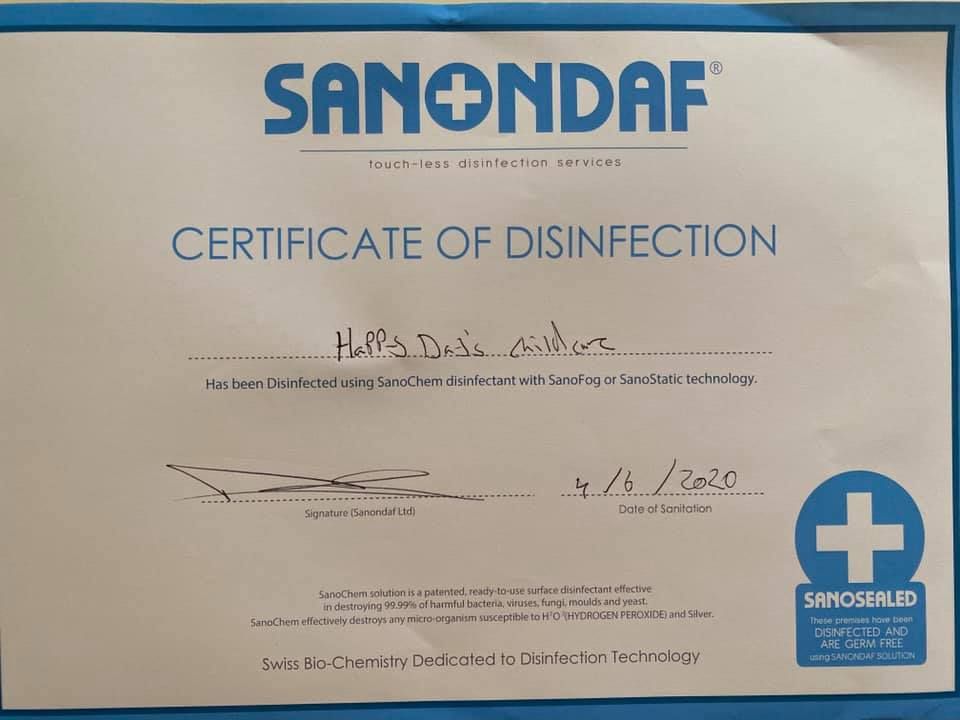 SANONDAF®
touch-less disinfection services
CERTIFICATE OF DISINFECTION
Happy Day's childcare
Has been Disinfected using SanoChem disinfectant with SanoFog or SanoStatic technology.
4/6/2020
Signature (Sanondaf Ltd)
Date of Sanitation
SanoChem solution is a patented, ready-to-use surface disinfectant effective
in destroying 99.99% of harmful bacteria, viruses, fungi, moulds and yeast.
SanoChem effectively destroys any micro-organism susceptible to H²O²(HYDROGEN PEROXIDE) and Silver.
Swiss Bio-Chemistry Dedicated to Disinfection Technology
SANOSEALED
These premises have been
DISINFECTED AND
ARE GERM FREE
using SANONDAF SOLUTION